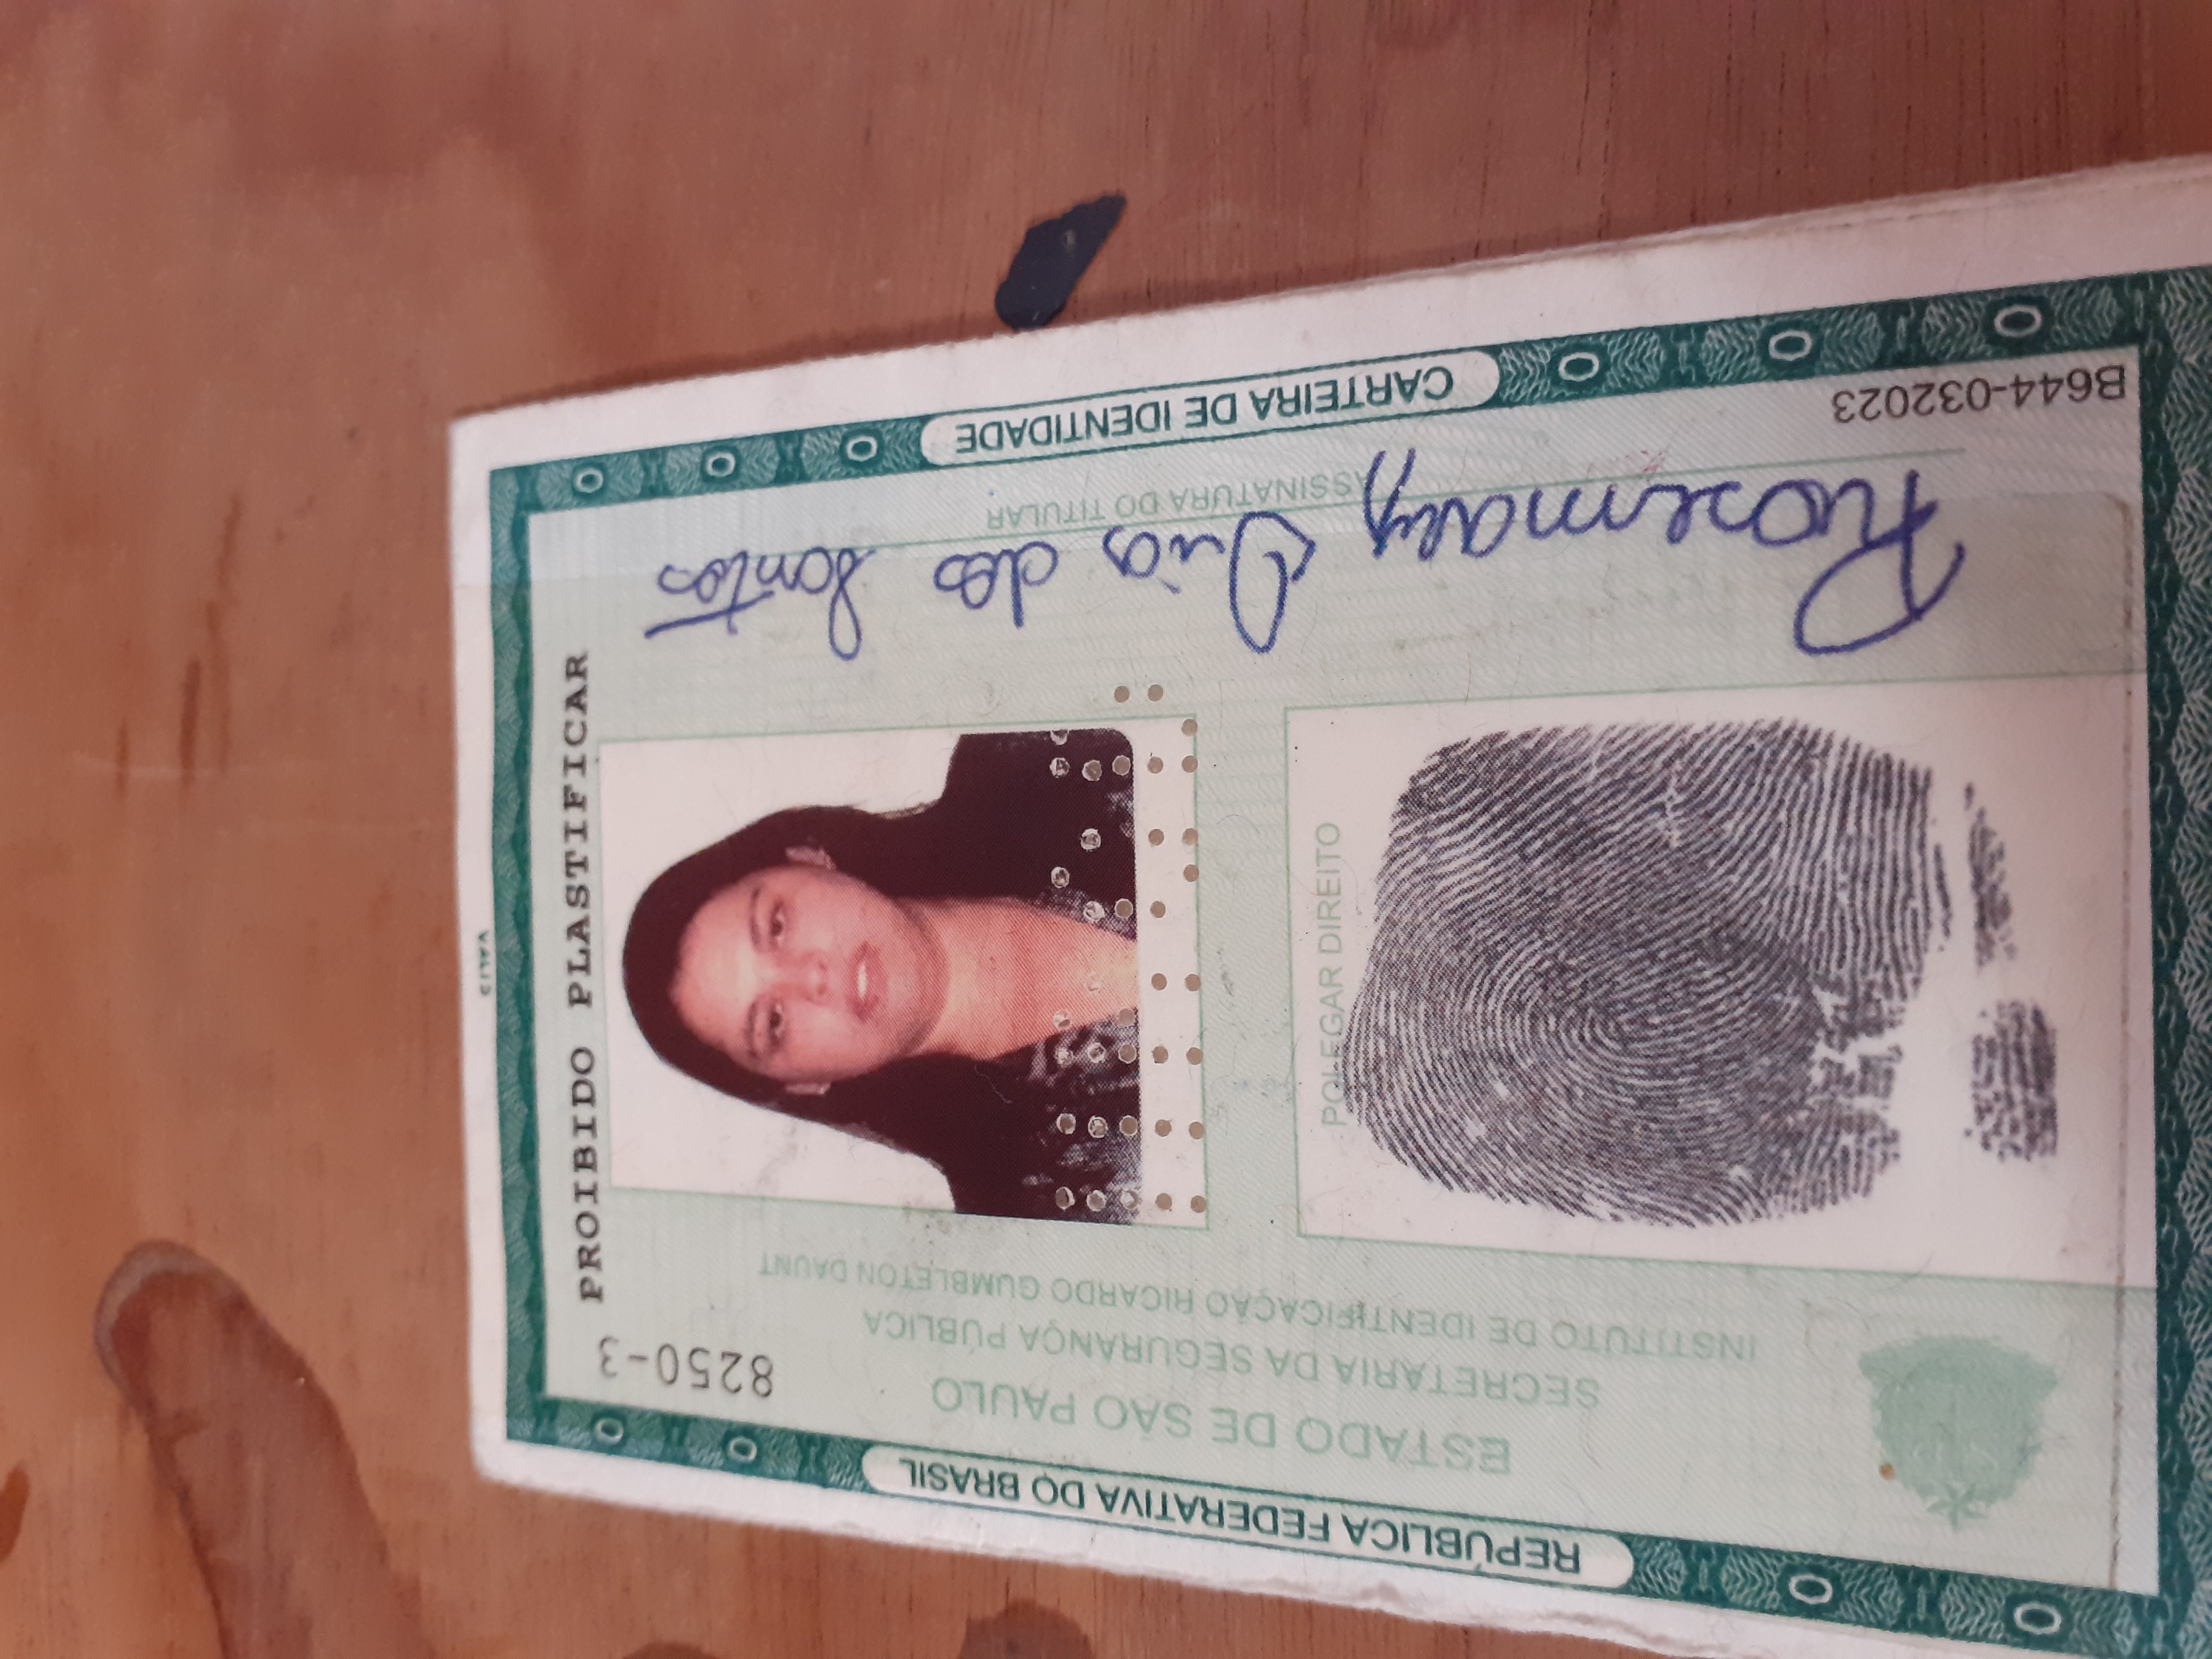 REPÚBLICA FEDERATIVA DO BRASIL
8250-3
ESTADO DE SÃO PAULO
SECRETARIA DA SEGURANÇA PÚBLICA
INSTITUTO DE IDENTIFICAÇÃO RICARDO GUMBLETON DAUNT
PROIBIDO PLASTIFICAR
POLEGAR DIREITO
Rosemary Dias dos Santos
ASSINATURA DO TITULAR
B644-032023
CARTEIRA DE IDENTIDADE